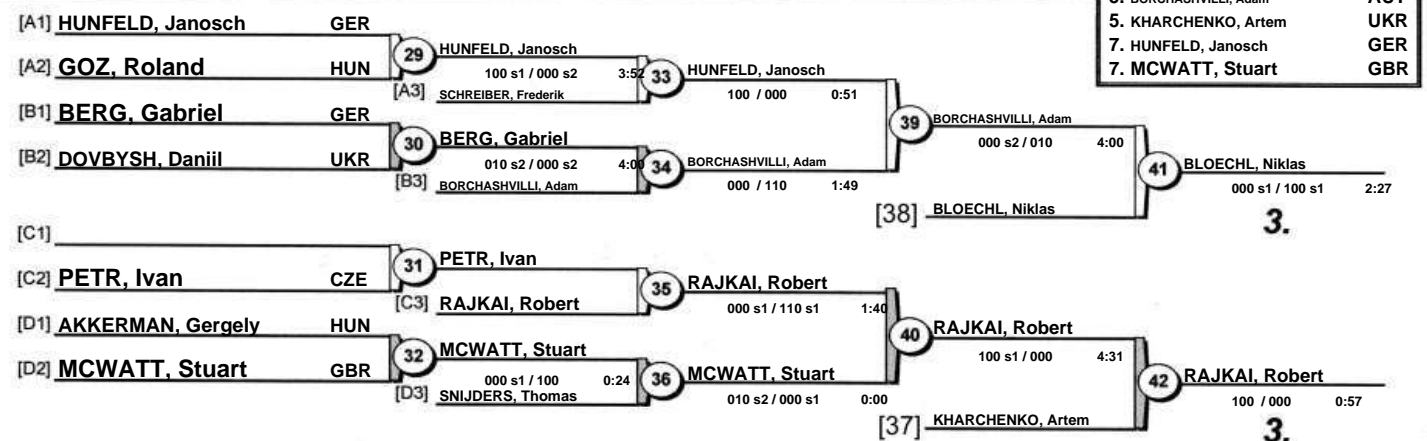 5. BORCHASHVILLI, Adam AUT
5. KHARCHENKO, Artem UKR
7. HUNFELD, Janosch GER
7. MCWATT, Stuart GBR
[A1] HUNFELD, Janosch GER
29 HUNFELD, Janosch
100 s1 / 000 s2 3:52
[A2] GOZ, Roland HUN
[A3] SCHREIBER, Frederik
33 HUNFELD, Janosch
100 / 000 0:51
[B1] BERG, Gabriel GER
30 BERG, Gabriel
010 s2 / 000 s2 4:00
[B2] DOVBYSH, Daniil UKR
[B3] BORCHASHVILLI, Adam
34 BORCHASHVILLI, Adam
000 / 110 1:49
39 BORCHASHVILLI, Adam
000 s2 / 010 4:00
[38] BLOECHL, Niklas
41 BLOECHL, Niklas
000 s1 / 100 s1 2:27
3.
[C1]
31 PETR, Ivan
[C2] PETR, Ivan CZE
[C3] RAJKAI, Robert
35 RAJKAI, Robert
000 s1 / 110 s1 1:40
[D1] AKKERMAN, Gergely HUN
32 MCWATT, Stuart
000 s1 / 100 0:24
[D2] MCWATT, Stuart GBR
[D3] SNIJDERS, Thomas
36 MCWATT, Stuart
010 s2 / 000 s1 0:00
40 RAJKAI, Robert
100 s1 / 000 4:31
[37] KHARCHENKO, Artem
42 RAJKAI, Robert
100 / 000 0:57
3.